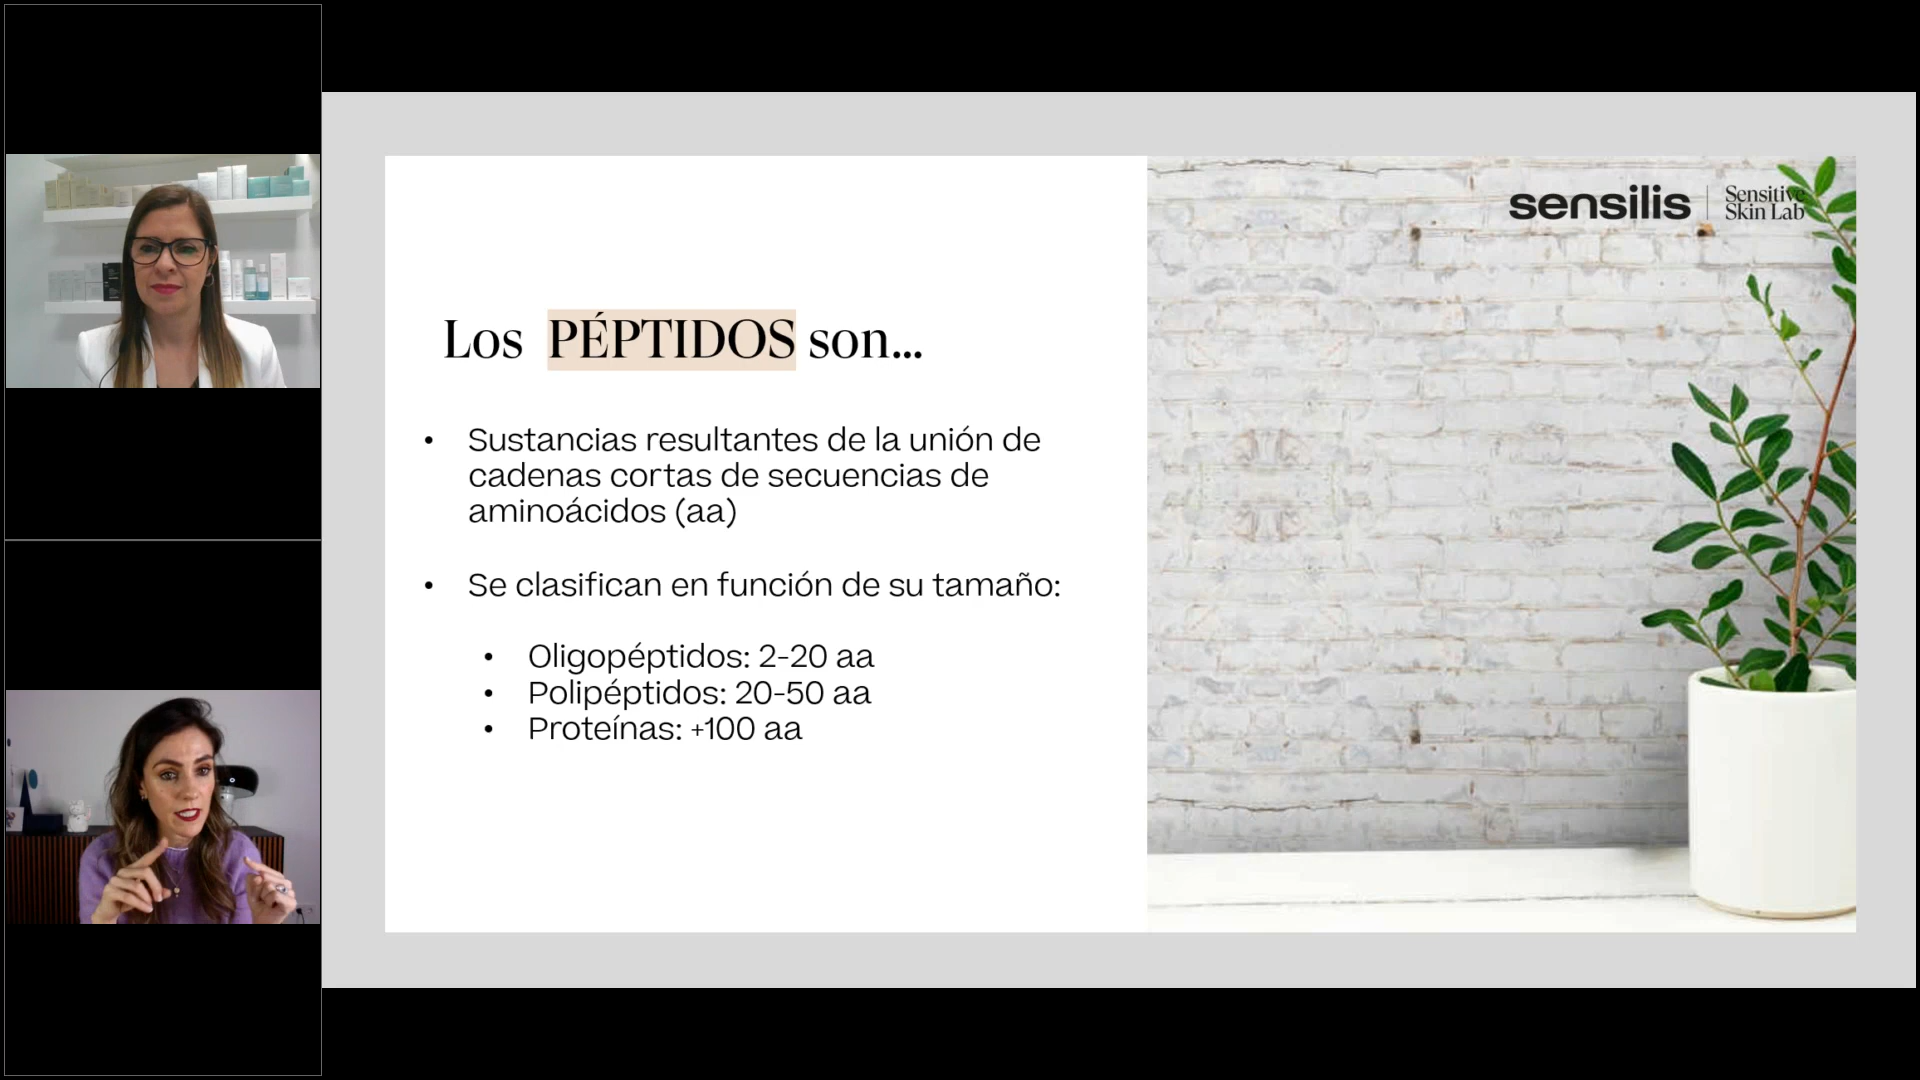 sensilis | Sensitive
Skin Lab
Los PÉPTIDOS son...
• Sustancias resultantes de la unión de
cadenas cortas de secuencias de
aminoácidos (aa)
• Se clasifican en función de su tamaño:
• Oligopéptidos: 2-20 aa
• Polipéptidos: 20-50 aa
• Proteínas: +100 aa